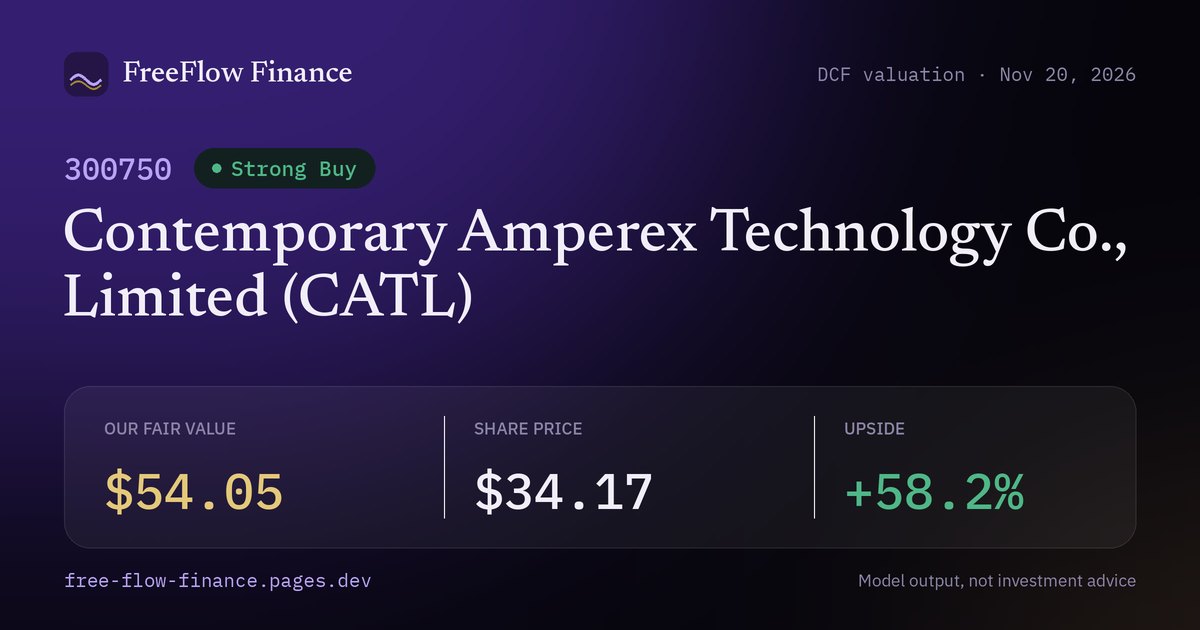 FreeFlow Finance
DCF valuation · Nov 20, 2026
300750
Strong Buy
Contemporary Amperex Technology Co.,
Limited (CATL)
OUR FAIR VALUE
$54.05
SHARE PRICE
$34.17
UPSIDE
+58.2%
free-flow-finance.pages.dev
Model output, not investment advice